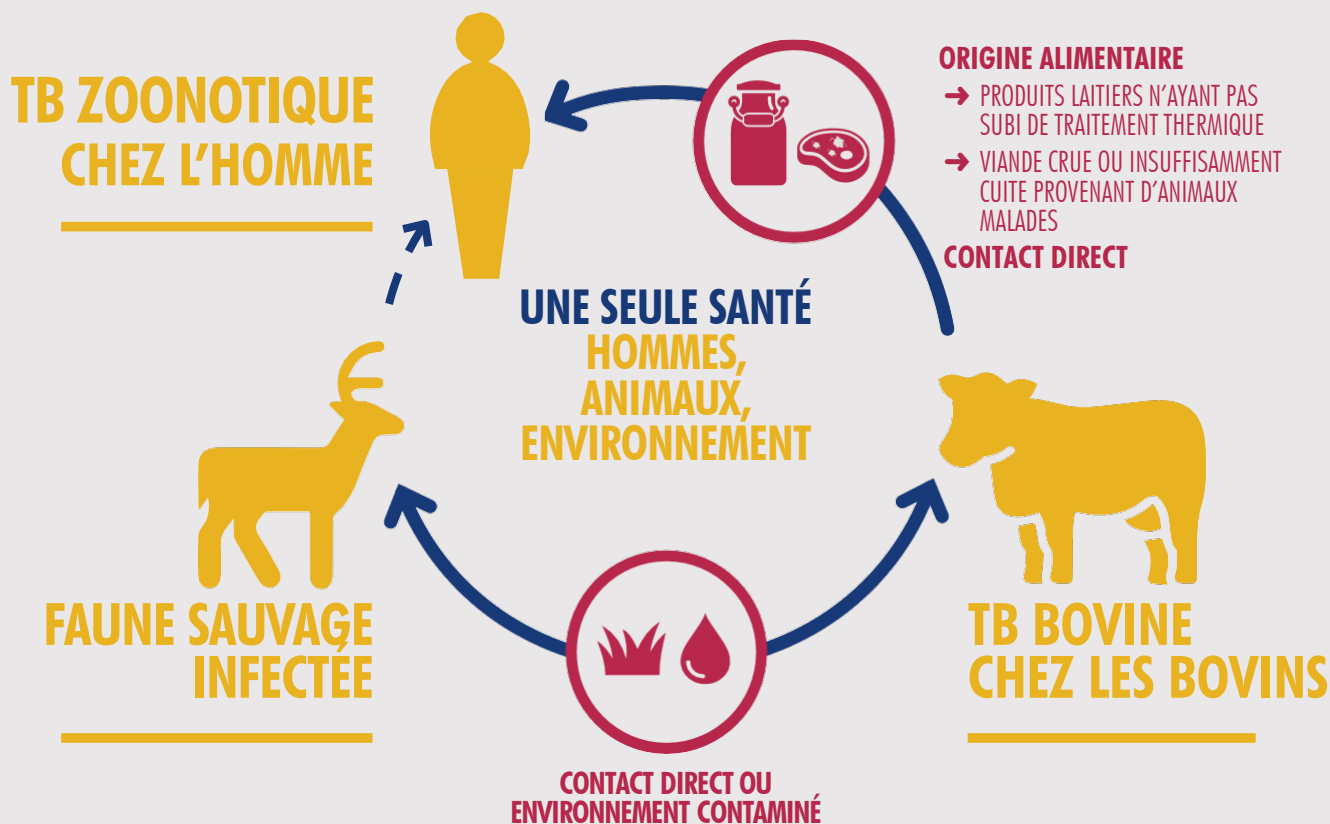 TB ZOONOTIQUE
CHEZ L'HOMME
ORIGINE ALIMENTAIRE
➔ PRODUITS LAITIERS N'AYANT PAS
SUBI DE TRAITEMENT THERMIQUE
➔ VIANDE CRUE OU INSUFFISAMMENT
CUITE PROVENANT D'ANIMAUX
MALADES
CONTACT DIRECT
UNE SEULE SANTÉ
HOMMES,
ANIMAUX,
ENVIRONNEMENT
FAUNE SAUVAGE
INFECTÉE
TB BOVINE
CHEZ LES BOVINS
CONTACT DIRECT OU
ENVIRONNEMENT CONTAMINÉ